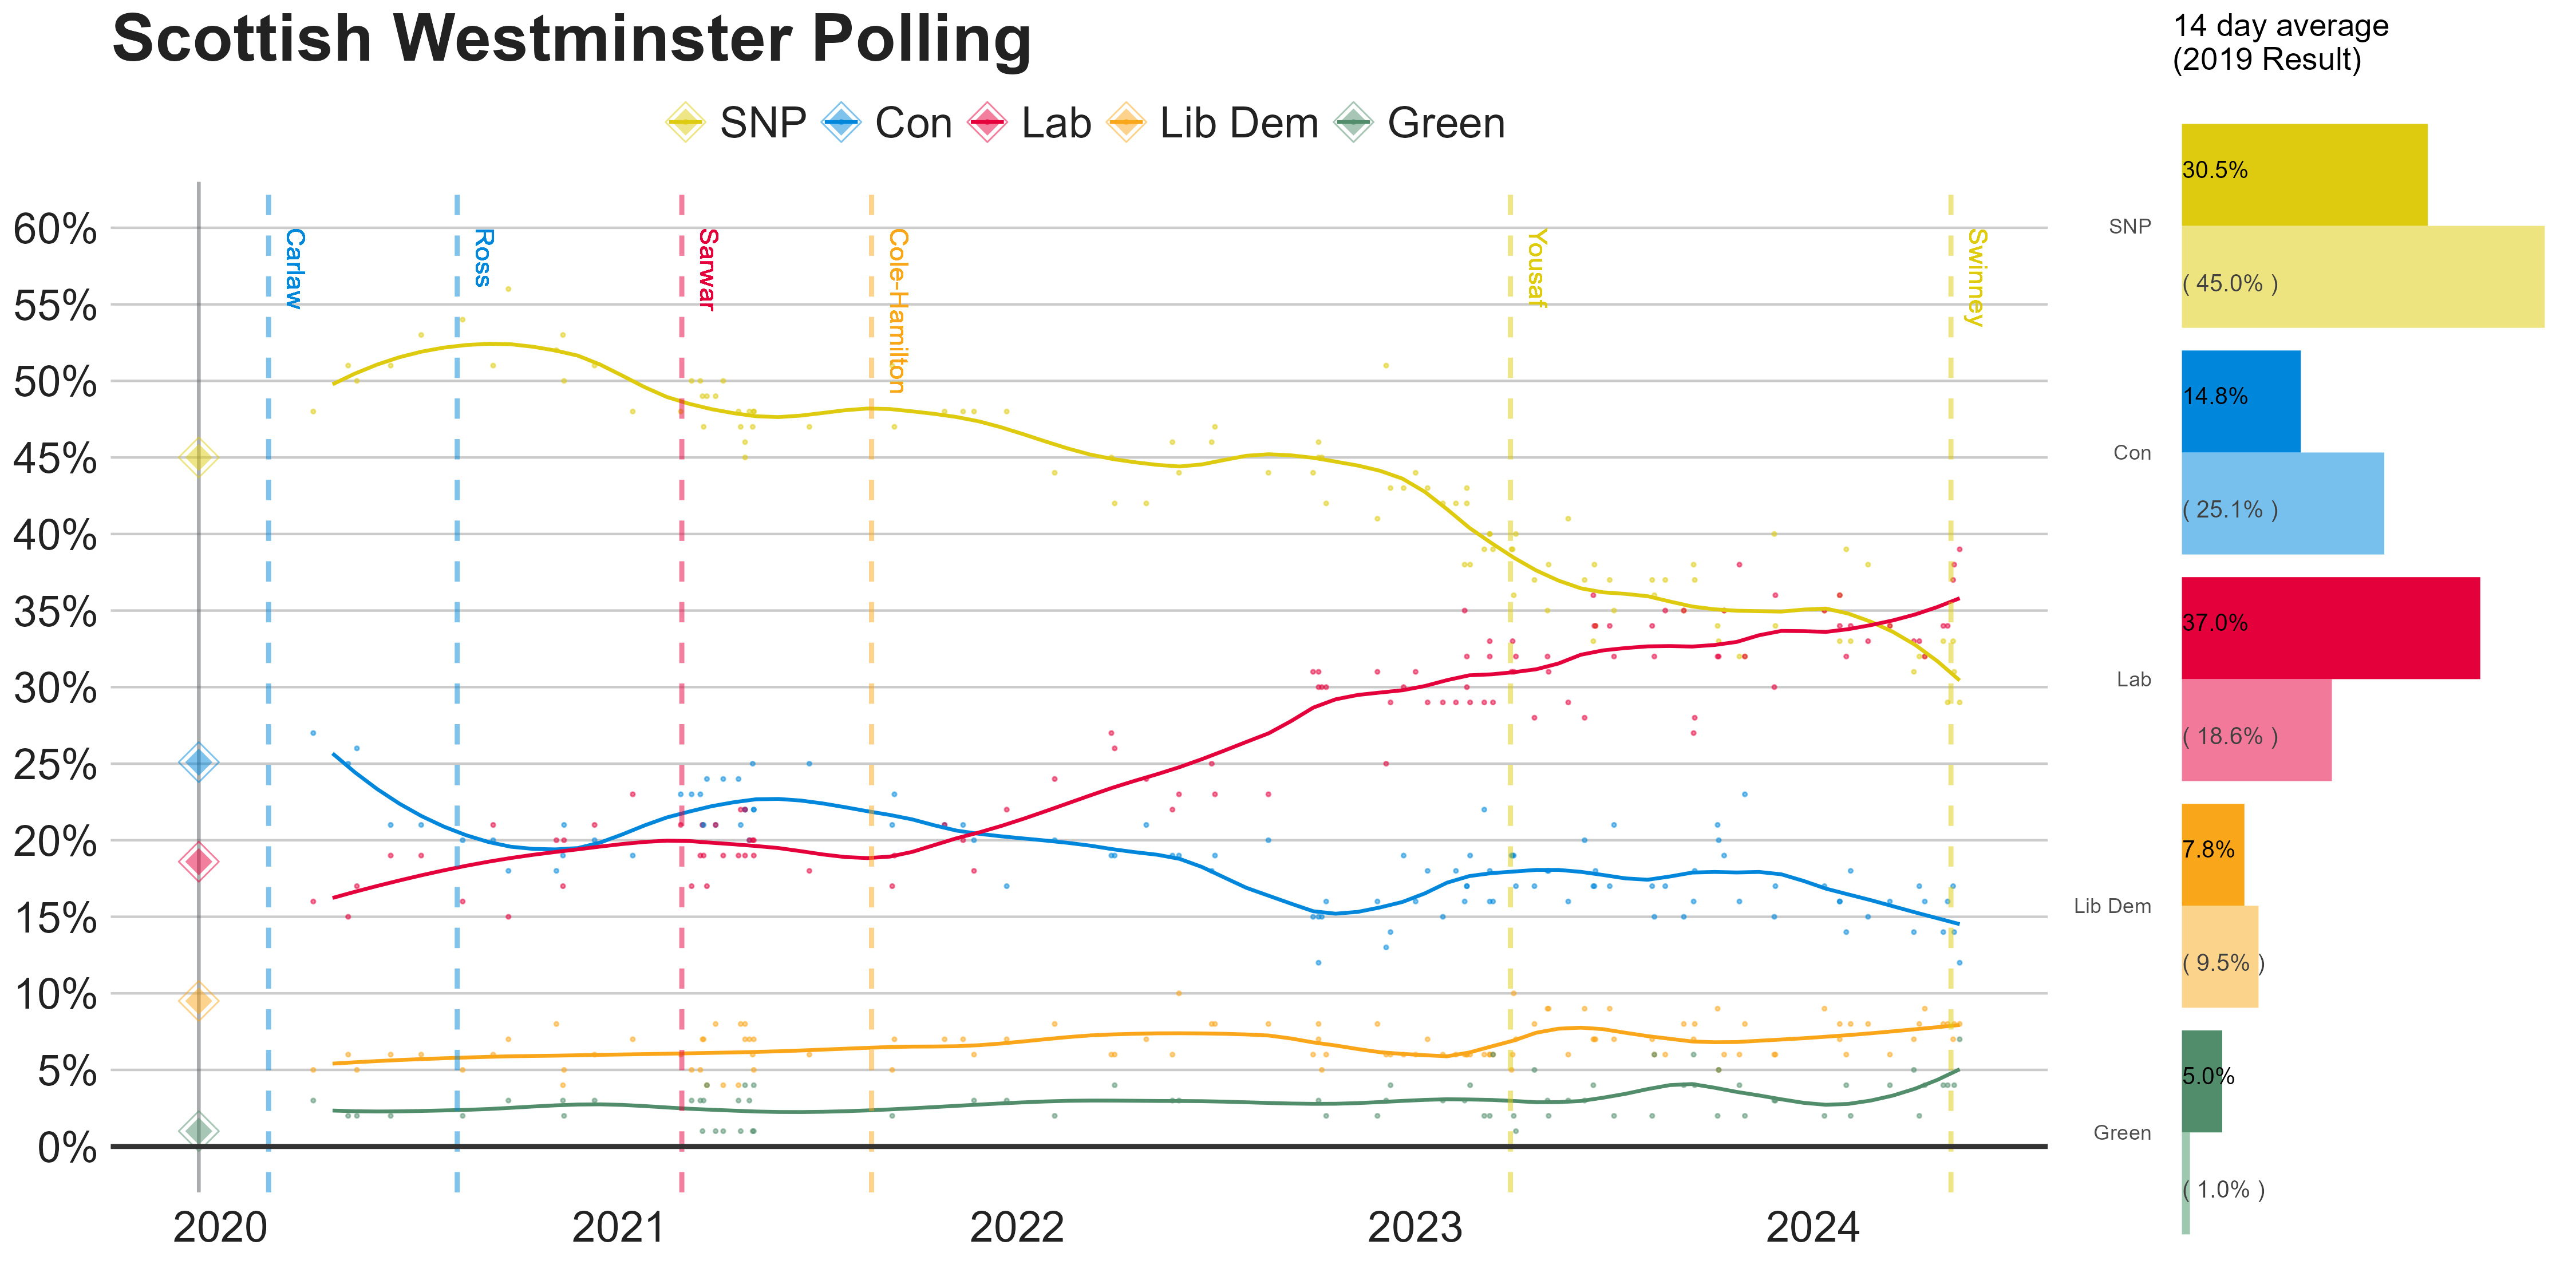 Scottish Westminster Polling
14 day average
(2019 Result)
SNP Con Lab Lib Dem Green
60%
55%
50%
45%
40%
35%
30%
25%
20%
15%
10%
5%
0%
Carlaw
Ross
Sarwar
Cole-Hamilton
Yousaf
Swinney
2020 2021 2022 2023 2024
SNP
30.5%
( 45.0% )
Con
14.8%
( 25.1% )
Lab
37.0%
( 18.6% )
Lib Dem
7.8%
( 9.5% )
Green
5.0%
( 1.0% )